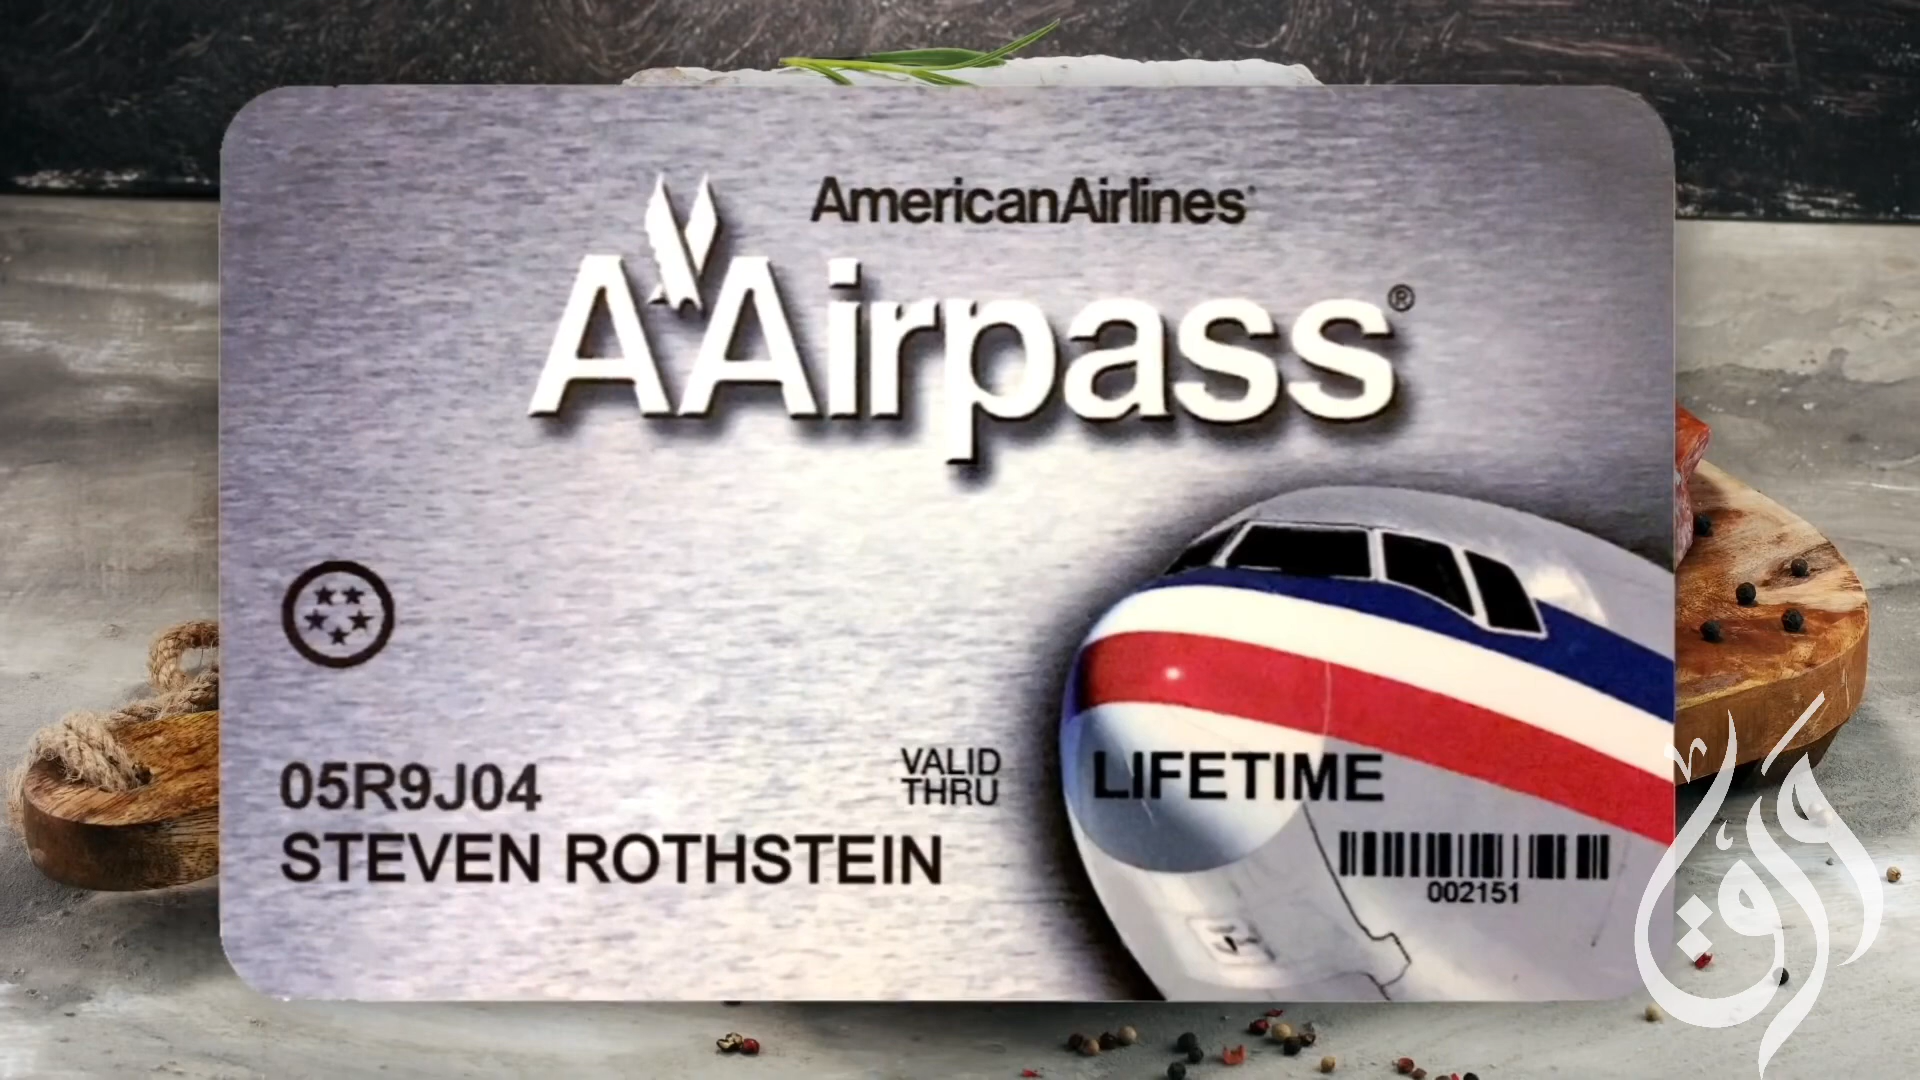 AmericanAirlines
AAirpass®
05R9J04
VALID THRU
LIFETIME
STEVEN ROTHSTEIN
002151